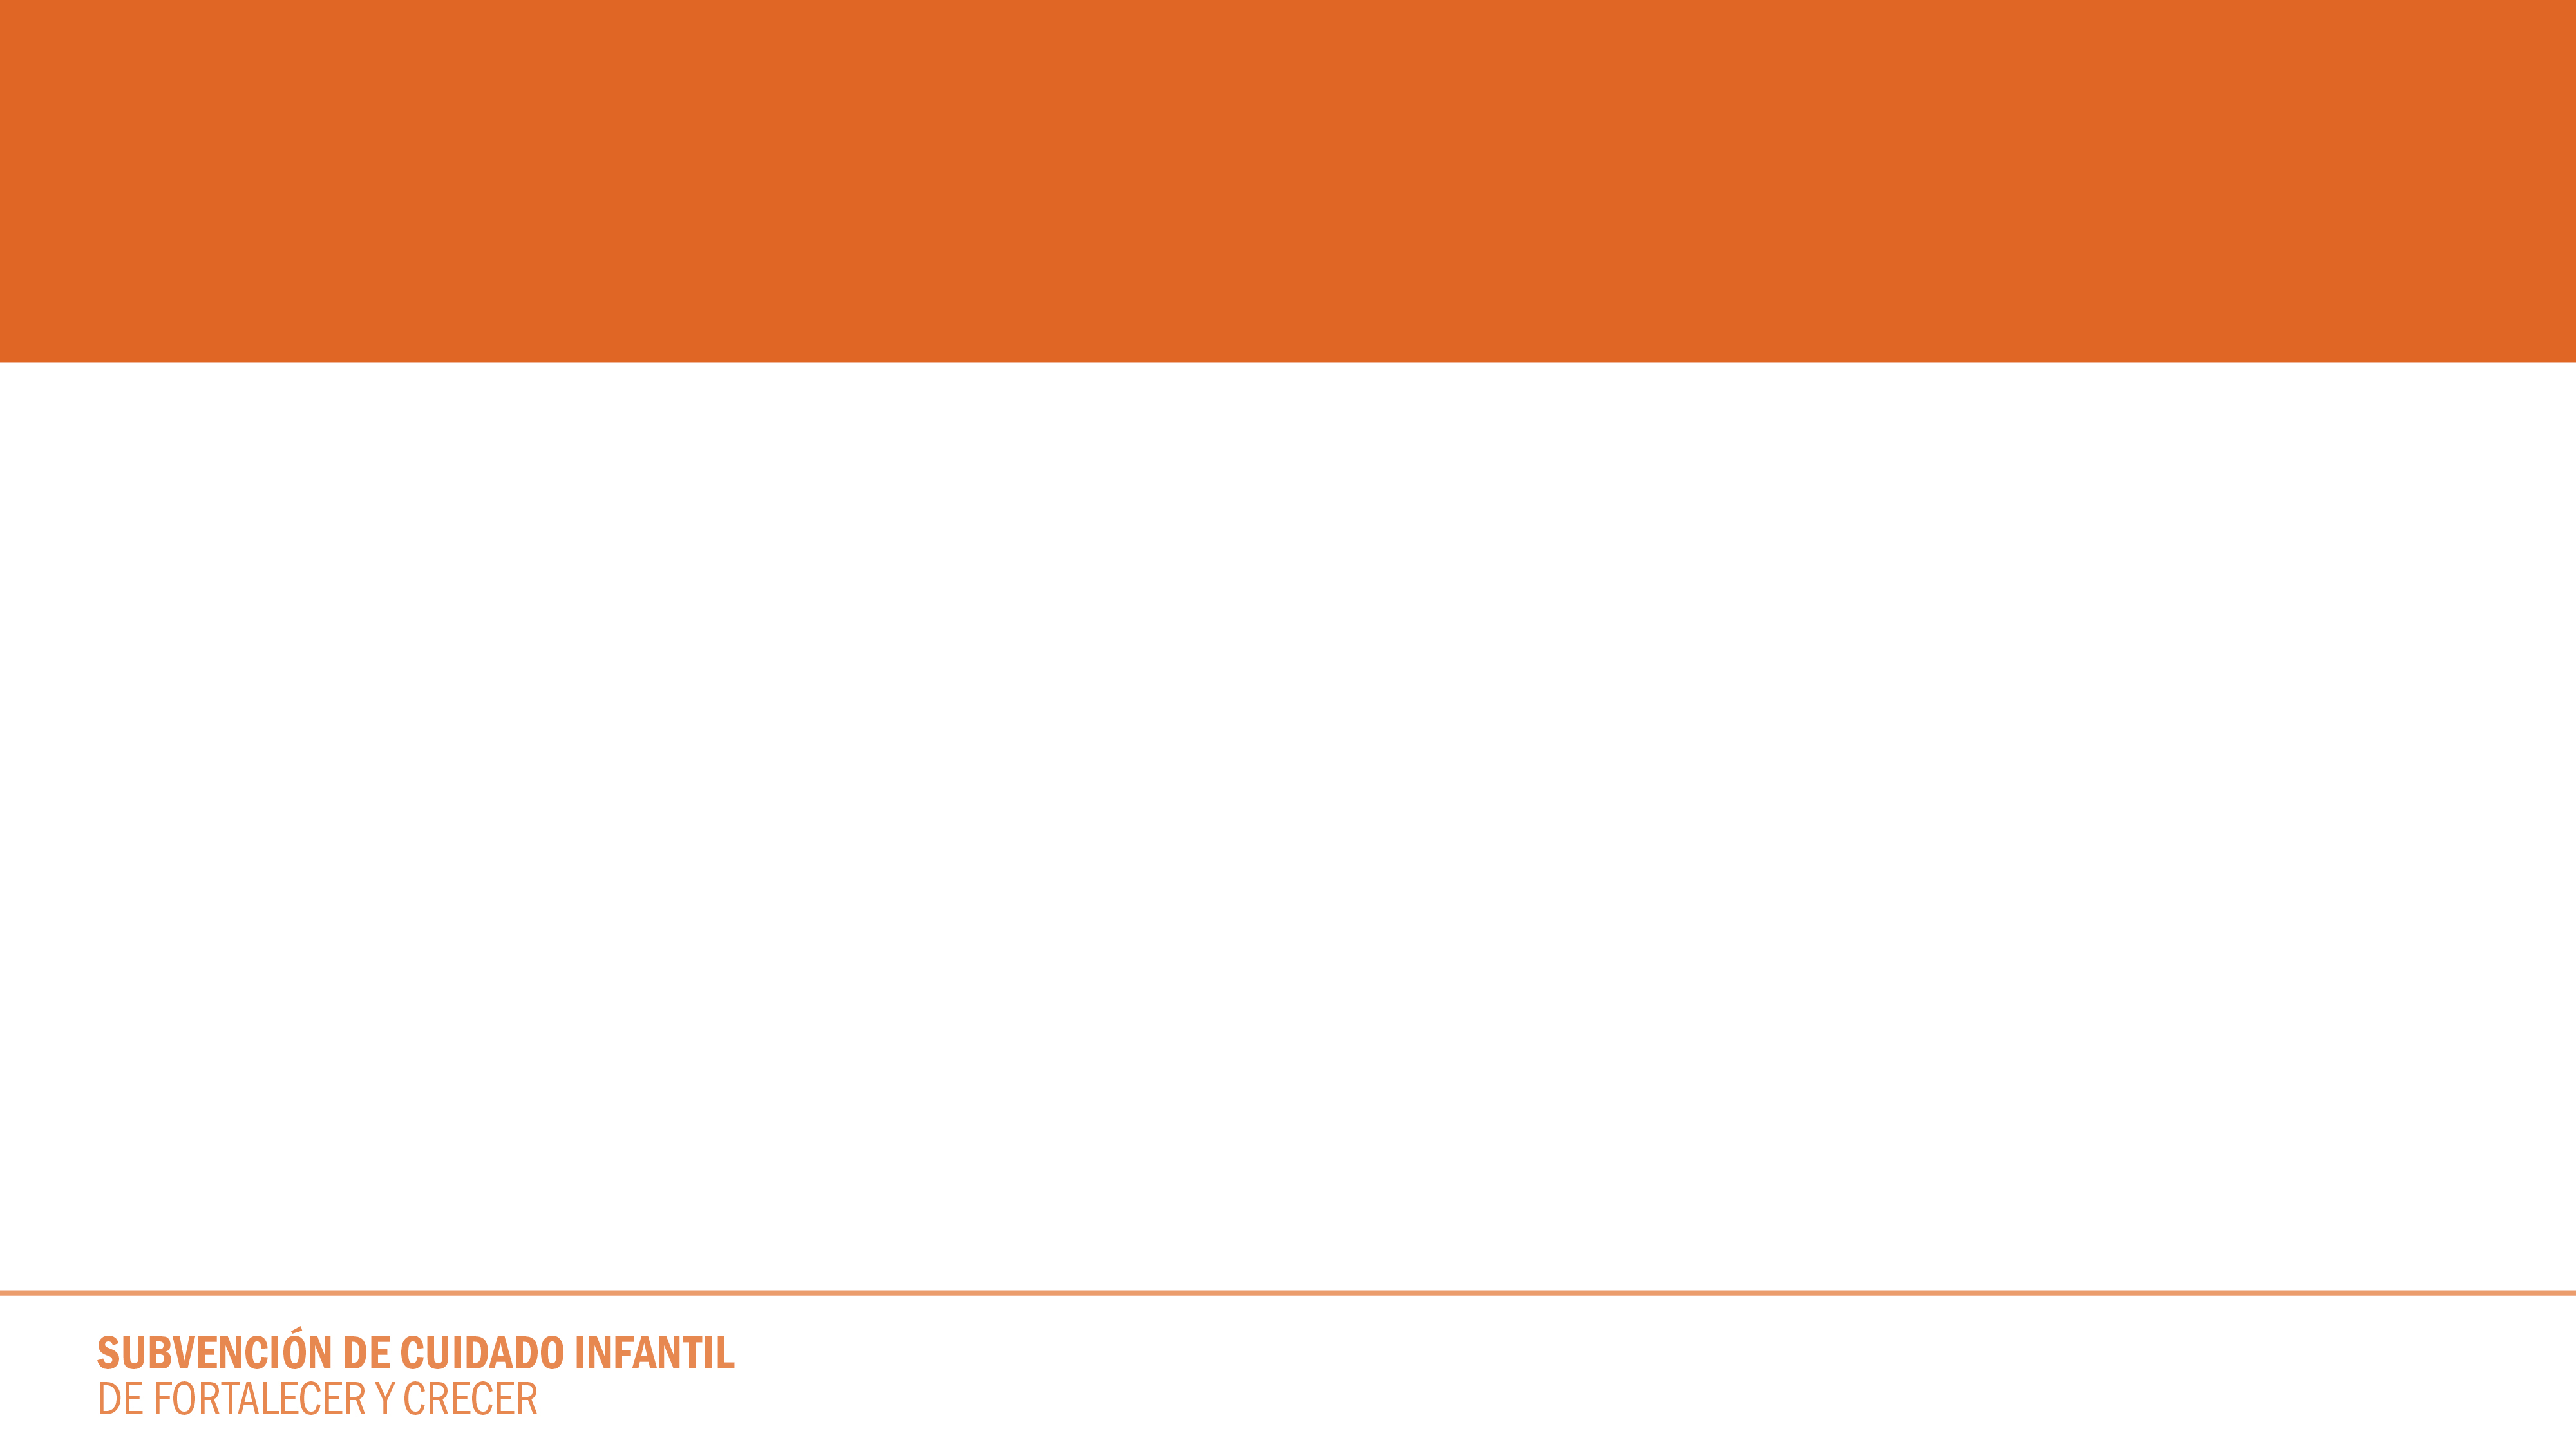 SUBVENCIÓN DE CUIDADO INFANTIL
DE FORTALECER Y CRECER